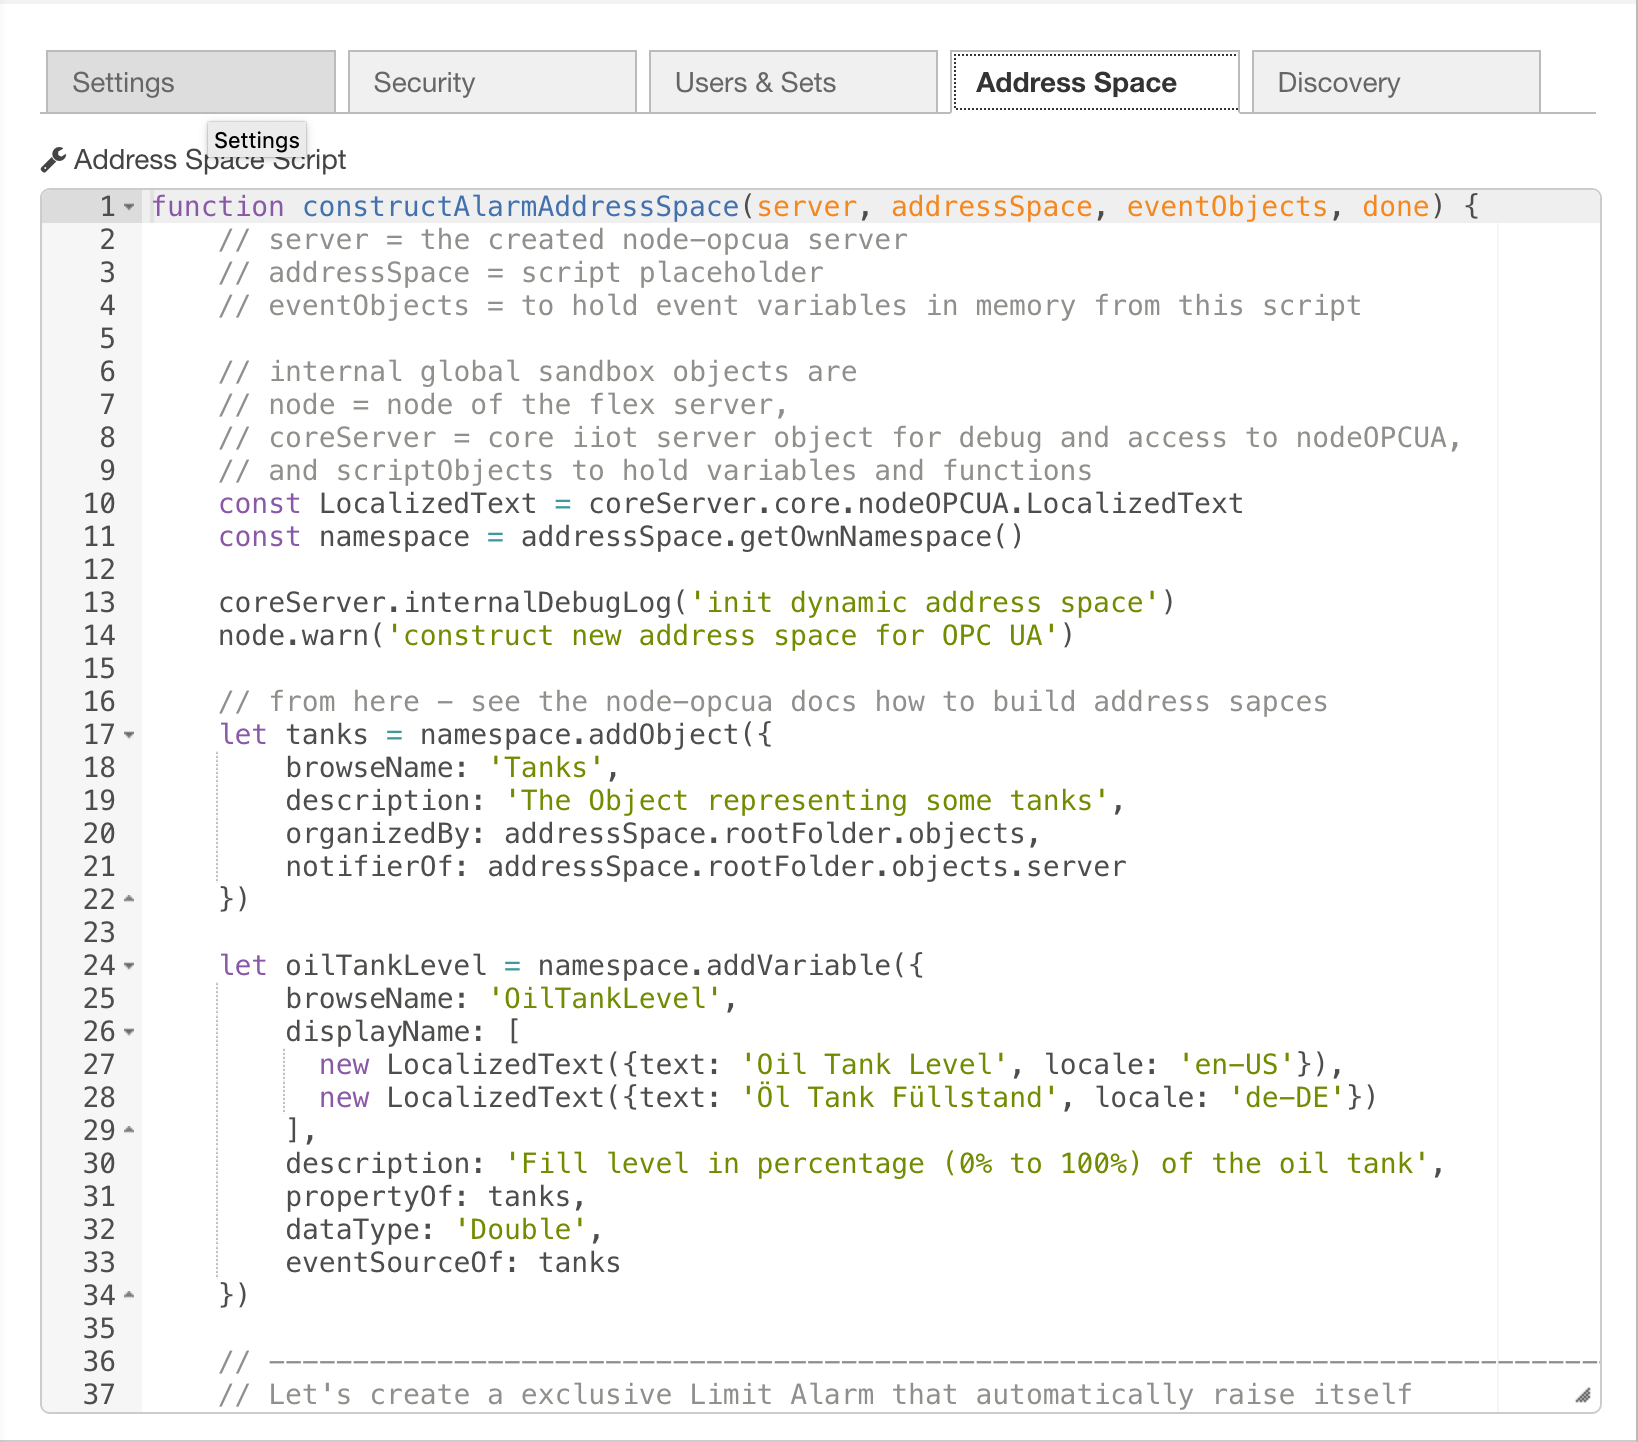 Settings
Security
Users & Sets
Address Space
Discovery
Settings
Address Space Script
1 function constructAlarmAddressSpace(server, addressSpace, eventObjects, done) {
2     // server = the created node-opcua server
3     // addressSpace = script placeholder
4     // eventObjects = to hold event variables in memory from this script
5
6     // internal global sandbox objects are
7     // node = node of the flex server,
8     // coreServer = core iiot server object for debug and access to nodeOPCUA,
9     // and scriptObjects to hold variables and functions
10     const LocalizedText = coreServer.core.nodeOPCUA.LocalizedText
11     const namespace = addressSpace.getOwnNamespace()
12
13     coreServer.internalDebugLog('init dynamic address space')
14     node.warn('construct new address space for OPC UA')
15
16     // from here - see the node-opcua docs how to build address sapces
17     let tanks = namespace.addObject({
18         browseName: 'Tanks',
19         description: 'The Object representing some tanks',
20         organizedBy: addressSpace.rootFolder.objects,
21         notifierOf: addressSpace.rootFolder.objects.server
22     })
23
24     let oilTankLevel = namespace.addVariable({
25         browseName: 'OilTankLevel',
26         displayName: [
27           new LocalizedText({text: 'Oil Tank Level', locale: 'en-US'}),
28           new LocalizedText({text: 'Öl Tank Füllstand', locale: 'de-DE'})
29         ],
30         description: 'Fill level in percentage (0% to 100%) of the oil tank',
31         propertyOf: tanks,
32         dataType: 'Double',
33         eventSourceOf: tanks
34     })
35
36     // -------------------------------------------------------------------------------
37     // Let's create a exclusive Limit Alarm that automatically raise itself